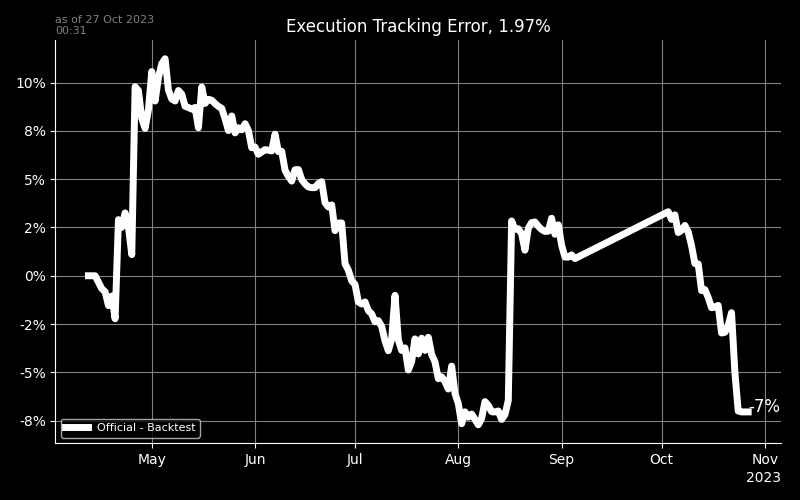 as of 27 Oct 2023
00:31
Execution Tracking Error, 1.97%
10%
8%
5%
2%
0%
-2%
-5%
-8%
-7%
Official - Backtest
May Jun Jul Aug Sep Oct Nov
2023